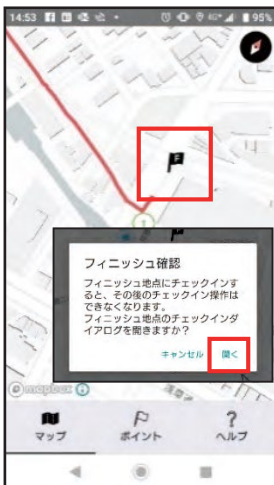 14:53
4G+
95%
F
1
フィニッシュ確認
フィニッシュ地点にチェックインす
ると、その後のチェックイン操作は
できなくなります。
フィニッシュ地点のチェックインダ
イアログを開きますか？
キャンセル 開く
mapbox
マップ ポイント ヘルプ